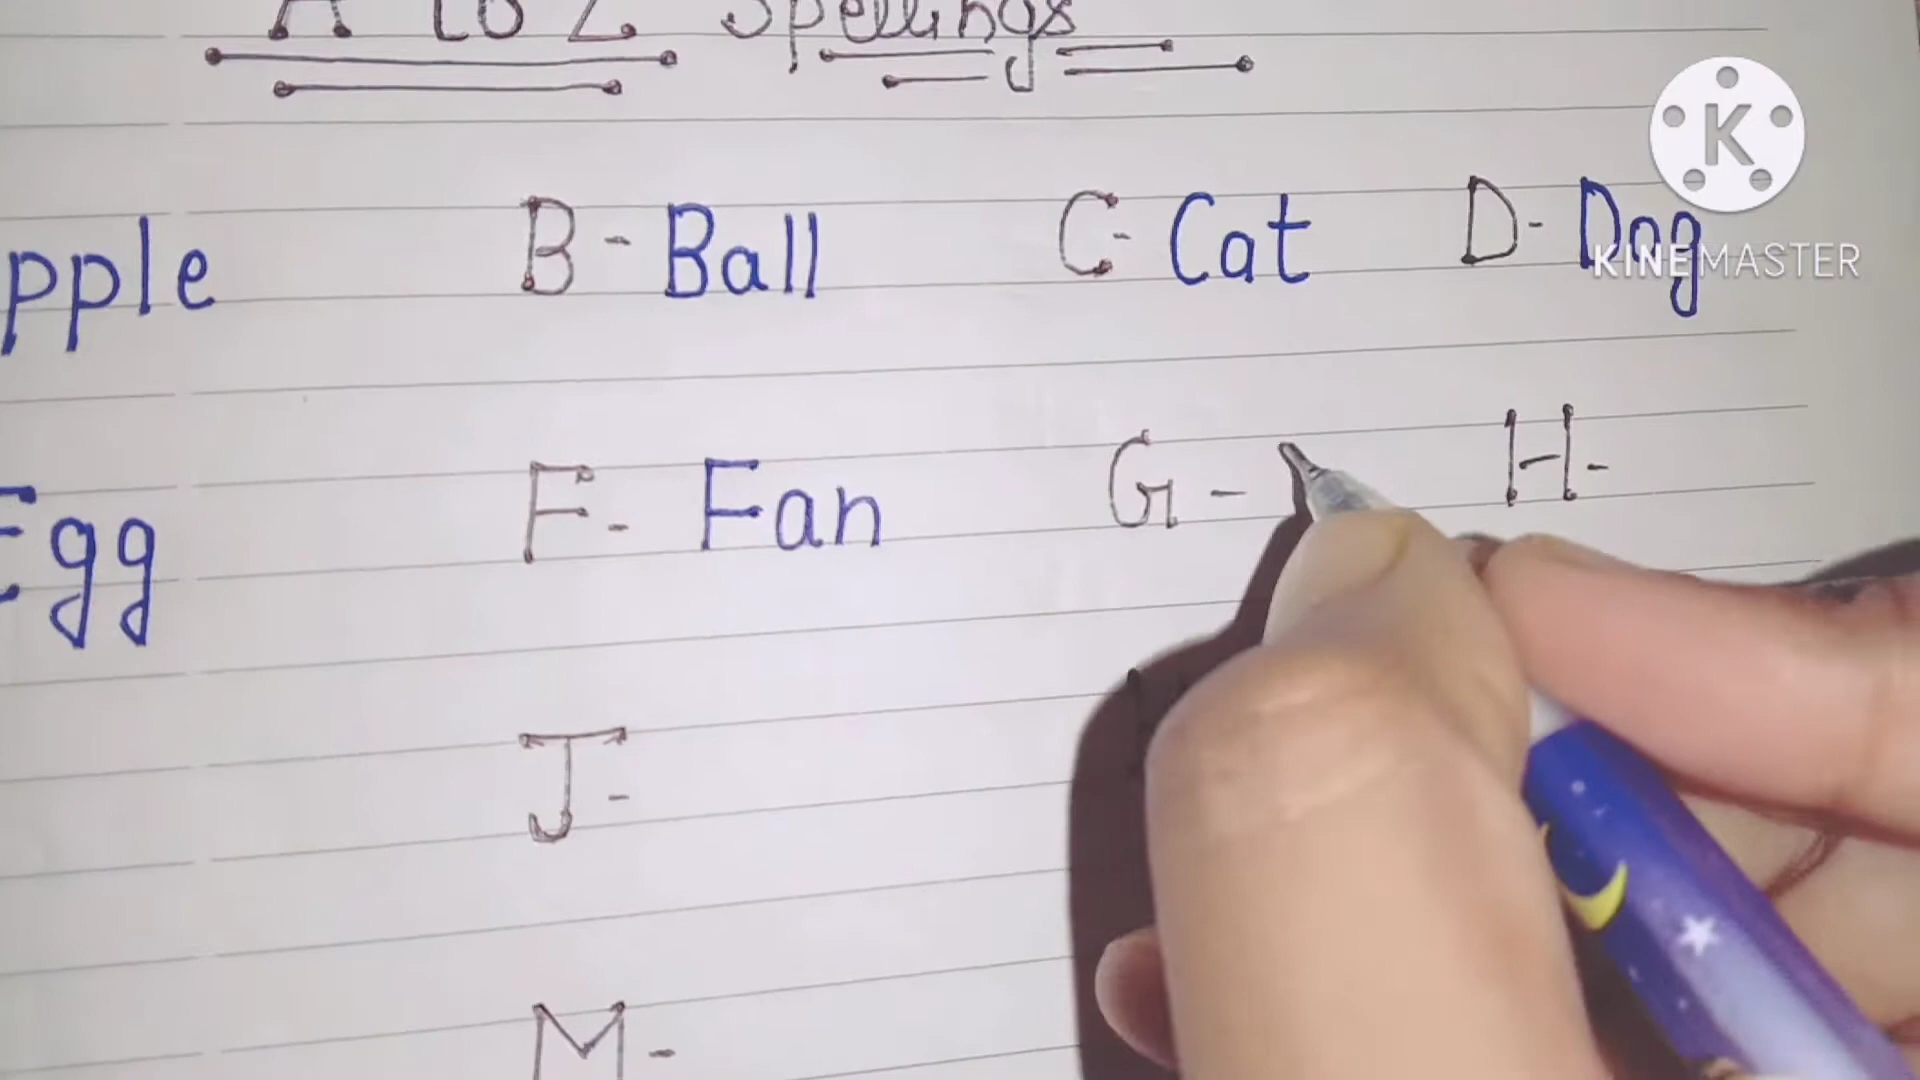 A to Z Spellings
pple B - Ball C - Cat D - Dog
Egg F - Fan G - H -
J -
M -
K
KINEMASTER